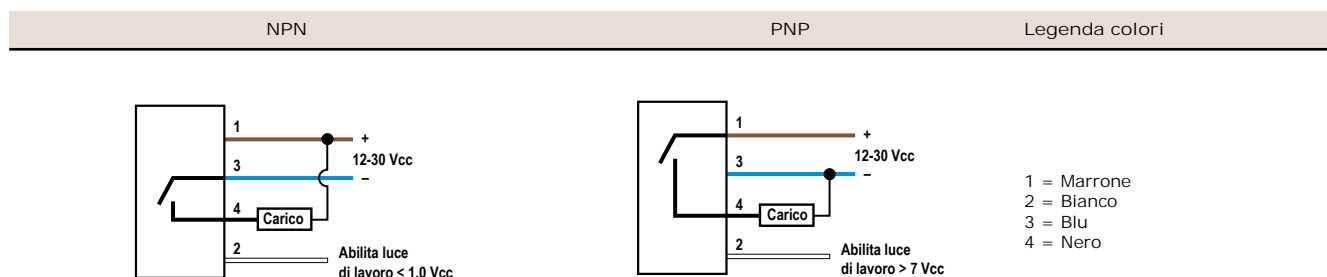 NPN PNP Legenda colori
1
+
12-30 Vcc
3
–
4
Carico
2
Abilita luce
di lavoro < 1,0 Vcc
1
+
12-30 Vcc
3
–
4
Carico
2
Abilita luce
di lavoro > 7 Vcc
1 = Marrone
2 = Bianco
3 = Blu
4 = Nero